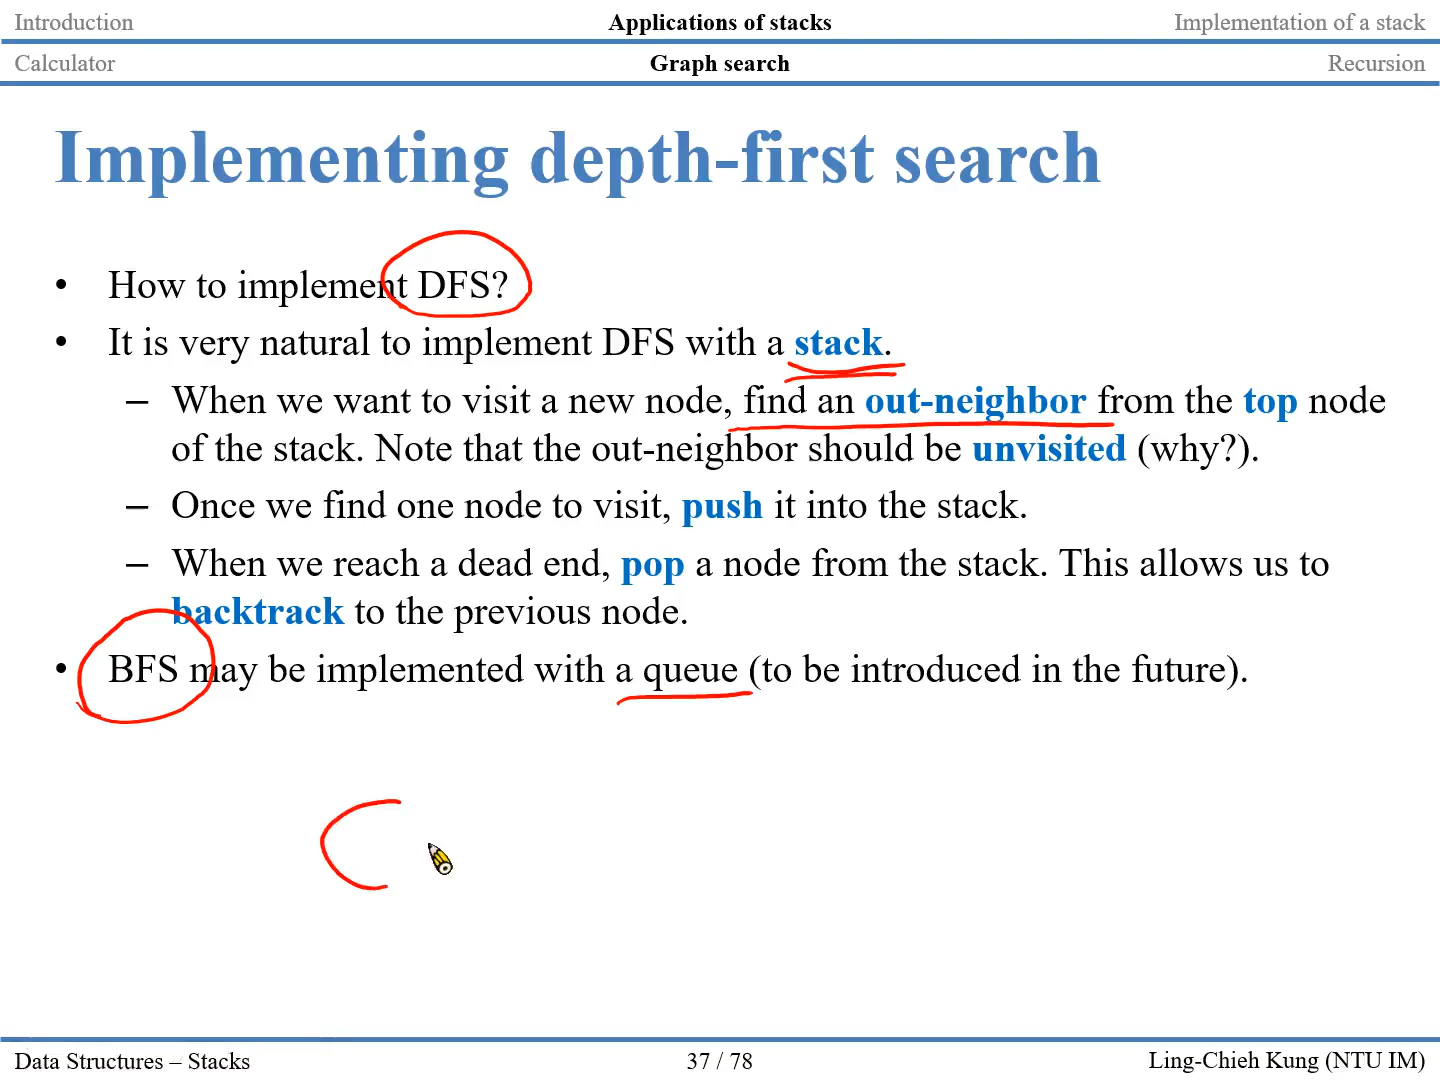 Introduction Applications of stacks Implementation of a stack
Calculator Graph search Recursion
Implementing depth-first search
• How to implement DFS?
• It is very natural to implement DFS with a stack.
– When we want to visit a new node, find an out-neighbor from the top node
of the stack. Note that the out-neighbor should be unvisited (why?).
– Once we find one node to visit, push it into the stack.
– When we reach a dead end, pop a node from the stack. This allows us to
backtrack to the previous node.
• BFS may be implemented with a queue (to be introduced in the future).
Data Structures – Stacks 37 / 78 Ling-Chieh Kung (NTU IM)